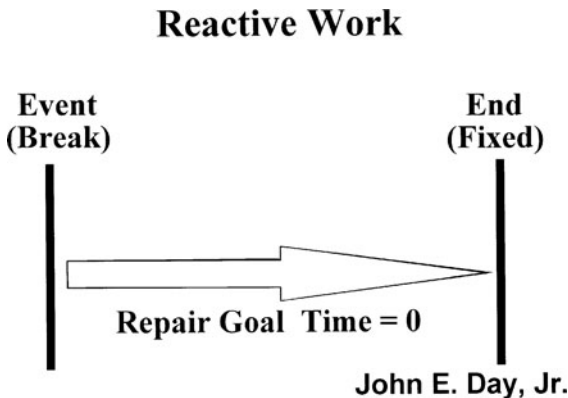 Reactive Work
Event
(Break)
End
(Fixed)
Repair Goal Time = 0
John E. Day, Jr.